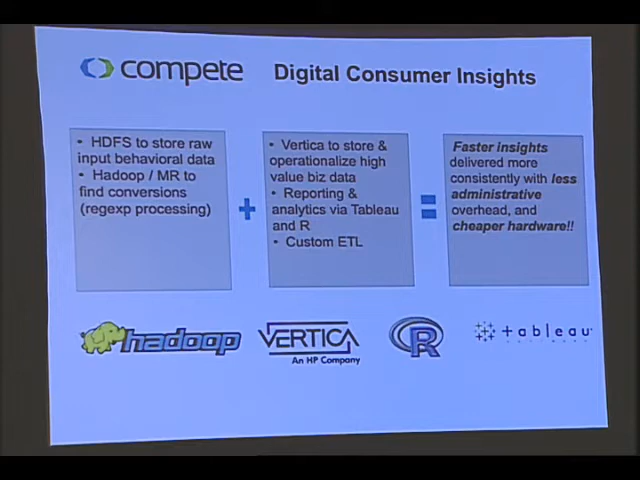 compete Digital Consumer Insights
• HDFS to store raw
input behavioral data
• Hadoop / MR to
find conversions
(regexp processing)
+
• Vertica to store &
operationalize high
value biz data
• Reporting &
analytics via Tableau
and R
• Custom ETL
=
Faster insights
delivered more
consistently with less
administrative
overhead, and
cheaper hardware!!
hadoop
VERTICA
An HP Company
R
+ableau